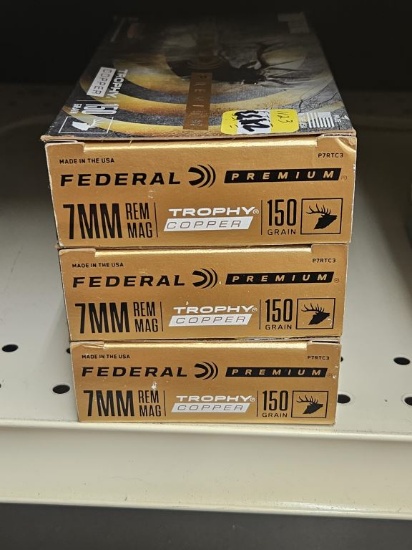 TROPHY
COPPER
MADE IN THE USA P7RTC3
FEDERAL PREMIUM
7MM REM MAG TROPHY COPPER 150 GRAIN
MADE IN THE USA P7RTC3
FEDERAL PREMIUM
7MM REM MAG TROPHY COPPER 150 GRAIN
MADE IN THE USA P7RTC3
FEDERAL PREMIUM
7MM REM MAG TROPHY COPPER 150 GRAIN